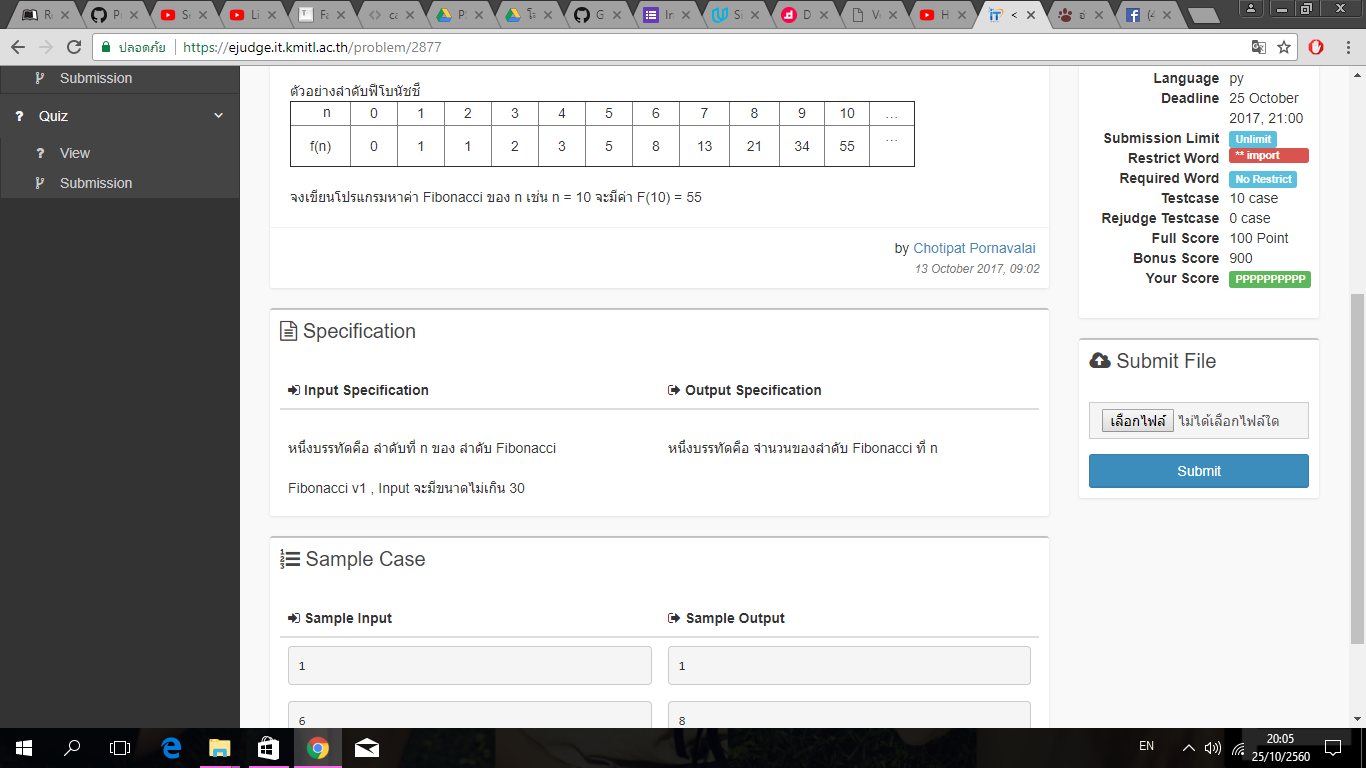 ปลอดภัย https://ejudge.it.kmitl.ac.th/problem/2877
Submission
Quiz
View
Submission
ตัวอย่างลำดับฟีโบนัชชี
n 0 1 2 3 4 5 6 7 8 9 10 ...
f(n) 0 1 1 2 3 5 8 13 21 34 55 ...
จงเขียนโปรแกรมหาค่า Fibonacci ของ n เช่น n = 10 จะมีค่า F(10) = 55
by Chotipat Pornavalai
13 October 2017, 09:02
Specification
Input Specification
หนึ่งบรรทัดคือ ลำดับที่ n ของ ลำดับ Fibonacci
Fibonacci v1 , Input จะมีขนาดไม่เกิน 30
Output Specification
หนึ่งบรรทัดคือ จำนวนของลำดับ Fibonacci ที่ n
Sample Case
Sample Input
Sample Output
1 1
6 8
Language py
Deadline 25 October
2017, 21:00
Submission Limit Unlimit
Restrict Word ** import
Required Word No Restrict
Testcase 10 case
Rejudge Testcase 0 case
Full Score 100 Point
Bonus Score 900
Your Score PPPPPPPPPP
Submit File
เลือกไฟล์ ไม่ได้เลือกไฟล์ใด
Submit
EN
20:05
25/10/2560